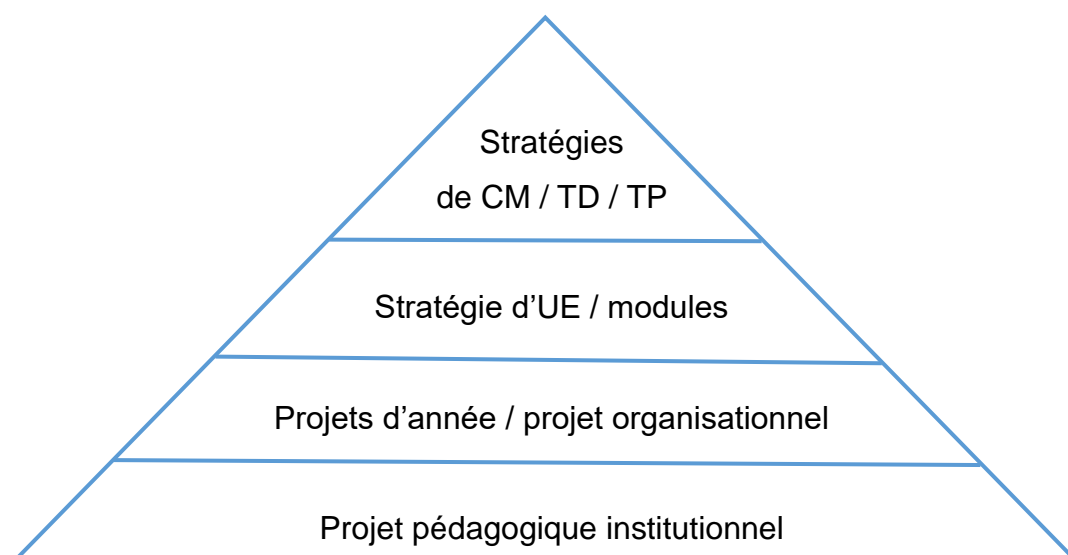 Stratégies
de CM / TD / TP
Stratégie d’UE / modules
Projets d’année / projet organisationnel
Projet pédagogique institutionnel